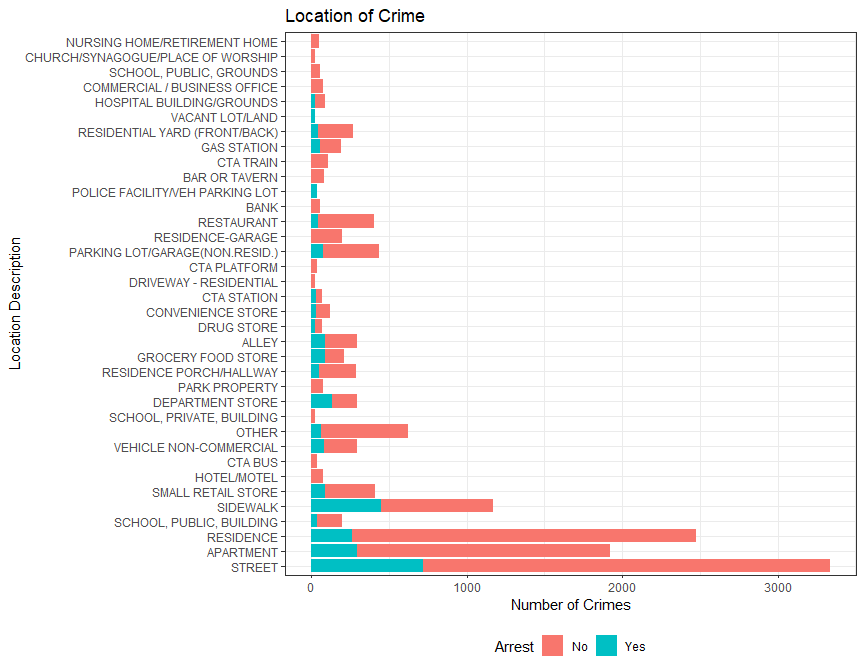 Location of Crime
Location Description
NURSING HOME/RETIREMENT HOME
CHURCH/SYNAGOGUE/PLACE OF WORSHIP
SCHOOL, PUBLIC, GROUNDS
COMMERCIAL / BUSINESS OFFICE
HOSPITAL BUILDING/GROUNDS
VACANT LOT/LAND
RESIDENTIAL YARD (FRONT/BACK)
GAS STATION
CTA TRAIN
BAR OR TAVERN
POLICE FACILITY/VEH PARKING LOT
BANK
RESTAURANT
RESIDENCE-GARAGE
PARKING LOT/GARAGE(NON.RESID.)
CTA PLATFORM
DRIVEWAY - RESIDENTIAL
CTA STATION
CONVENIENCE STORE
DRUG STORE
ALLEY
GROCERY FOOD STORE
RESIDENCE PORCH/HALLWAY
PARK PROPERTY
DEPARTMENT STORE
SCHOOL, PRIVATE, BUILDING
OTHER
VEHICLE NON-COMMERCIAL
CTA BUS
HOTEL/MOTEL
SMALL RETAIL STORE
SIDEWALK
SCHOOL, PUBLIC, BUILDING
RESIDENCE
APARTMENT
STREET
0 1000 2000 3000
Number of Crimes
Arrest No Yes